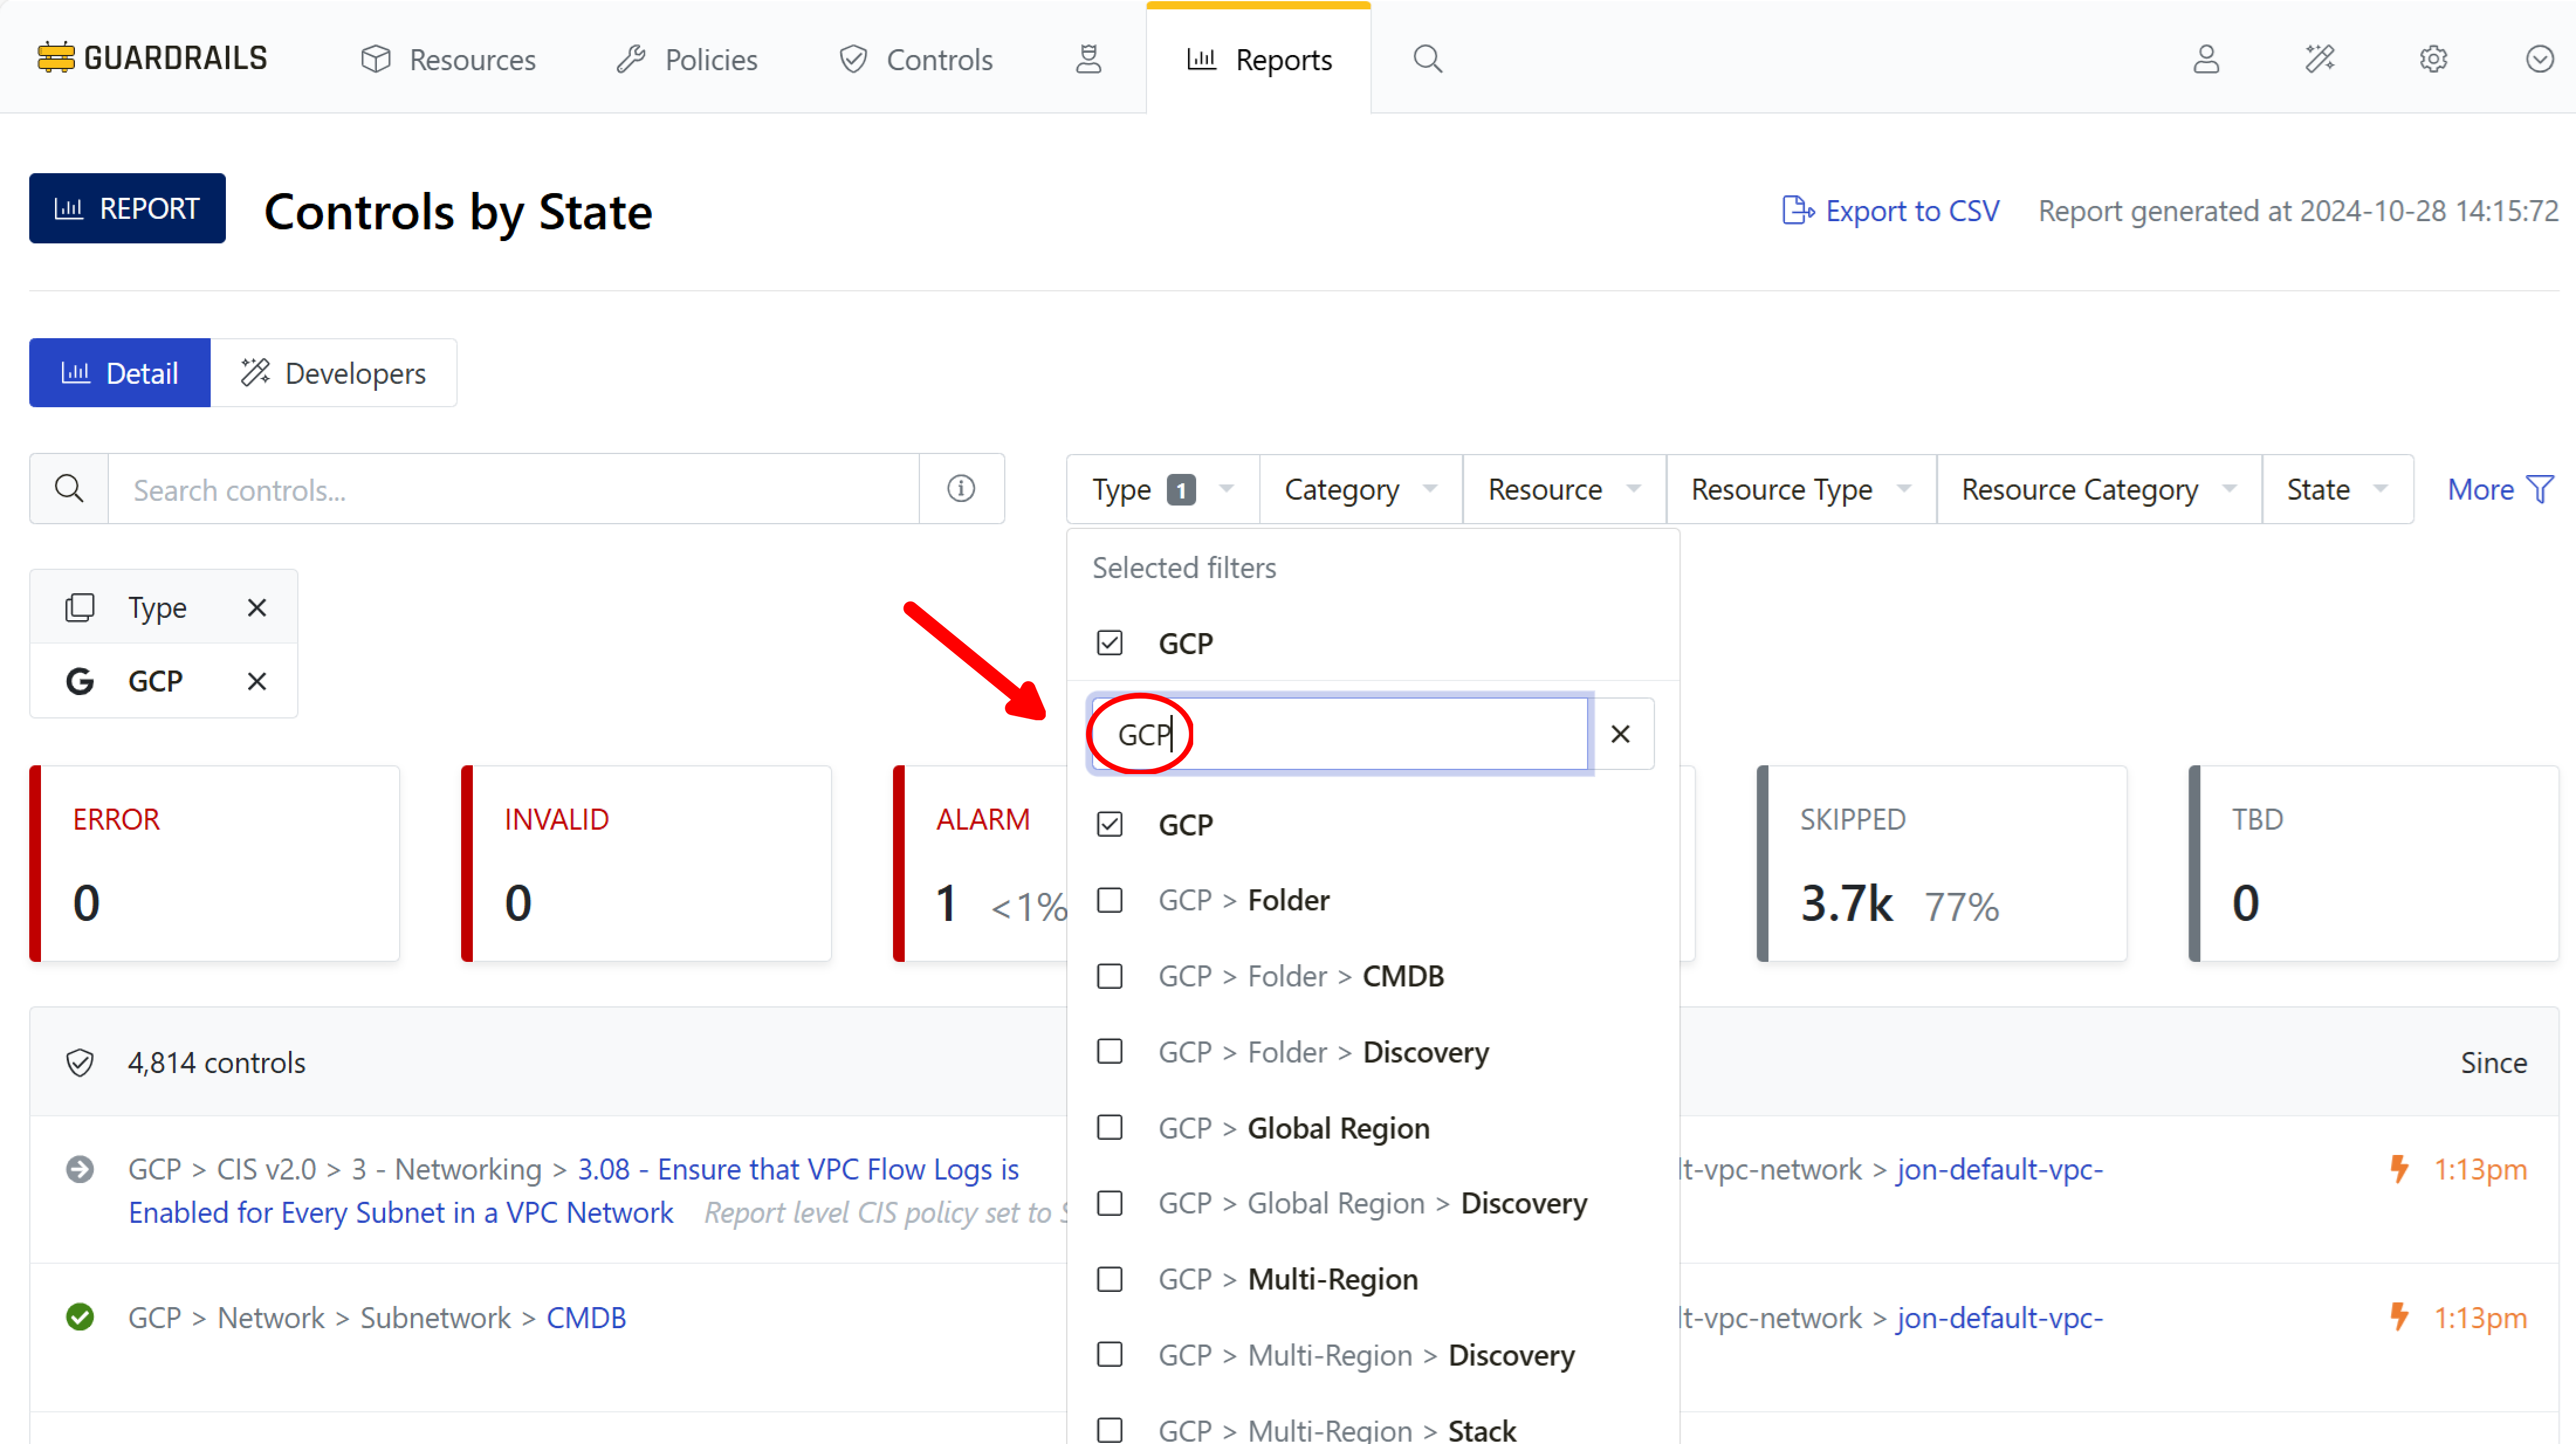 GUARDRAILS Resources Policies Controls Reports
REPORT Controls by State Export to CSV Report generated at 2024-10-28 14:15:72
Detail Developers
Search controls... Type 1 Category Resource Resource Type Resource Category State More
Selected filters
Type
GCP
GCP
GCP
ERROR INVALID ALARM SKIPPED TBD
0 0 1 <1% 3.7k 77% 0
GCP
GCP > Folder
GCP > Folder > CMDB
GCP > Folder > Discovery
GCP > Global Region
GCP > Global Region > Discovery
GCP > Multi-Region
GCP > Multi-Region > Discovery
GCP > Multi-Region > Stack
4,814 controls Since
GCP > CIS v2.0 > 3 - Networking > 3.08 - Ensure that VPC Flow Logs is
Enabled for Every Subnet in a VPC Network Report level CIS policy set to
lt-vpc-network > jon-default-vpc- 1:13pm
GCP > Network > Subnetwork > CMDB lt-vpc-network > jon-default-vpc- 1:13pm